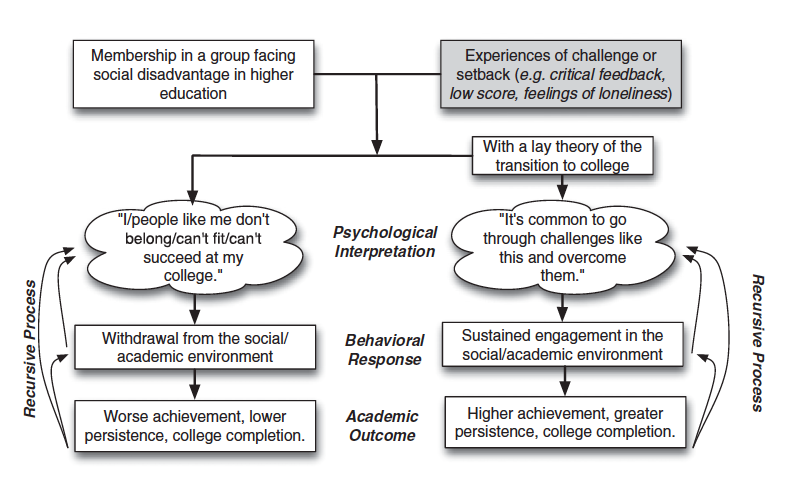 Membership in a group facing
social disadvantage in higher
education
Experiences of challenge or
setback (e.g. critical feedback,
low score, feelings of loneliness)
With a lay theory of the
transition to college
"I/people like me don't
belong/can't fit/can't
succeed at my
college."
Psychological
Interpretation
"It's common to go
through challenges like
this and overcome
them."
Recursive Process
Withdrawal from the social/
academic environment
Behavioral
Response
Sustained engagement in the
social/academic environment
Recursive Process
Worse achievement, lower
persistence, college completion.
Academic
Outcome
Higher achievement, greater
persistence, college completion.